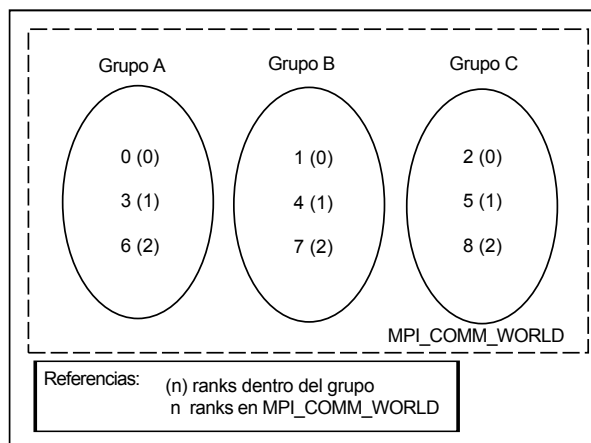 Grupo A Grupo B Grupo C
0 (0) 1 (0) 2 (0)
3 (1) 4 (1) 5 (1)
6 (2) 7 (2) 8 (2)
MPI_COMM_WORLD
Referencias: (n) ranks dentro del grupo
n ranks en MPI_COMM_WORLD